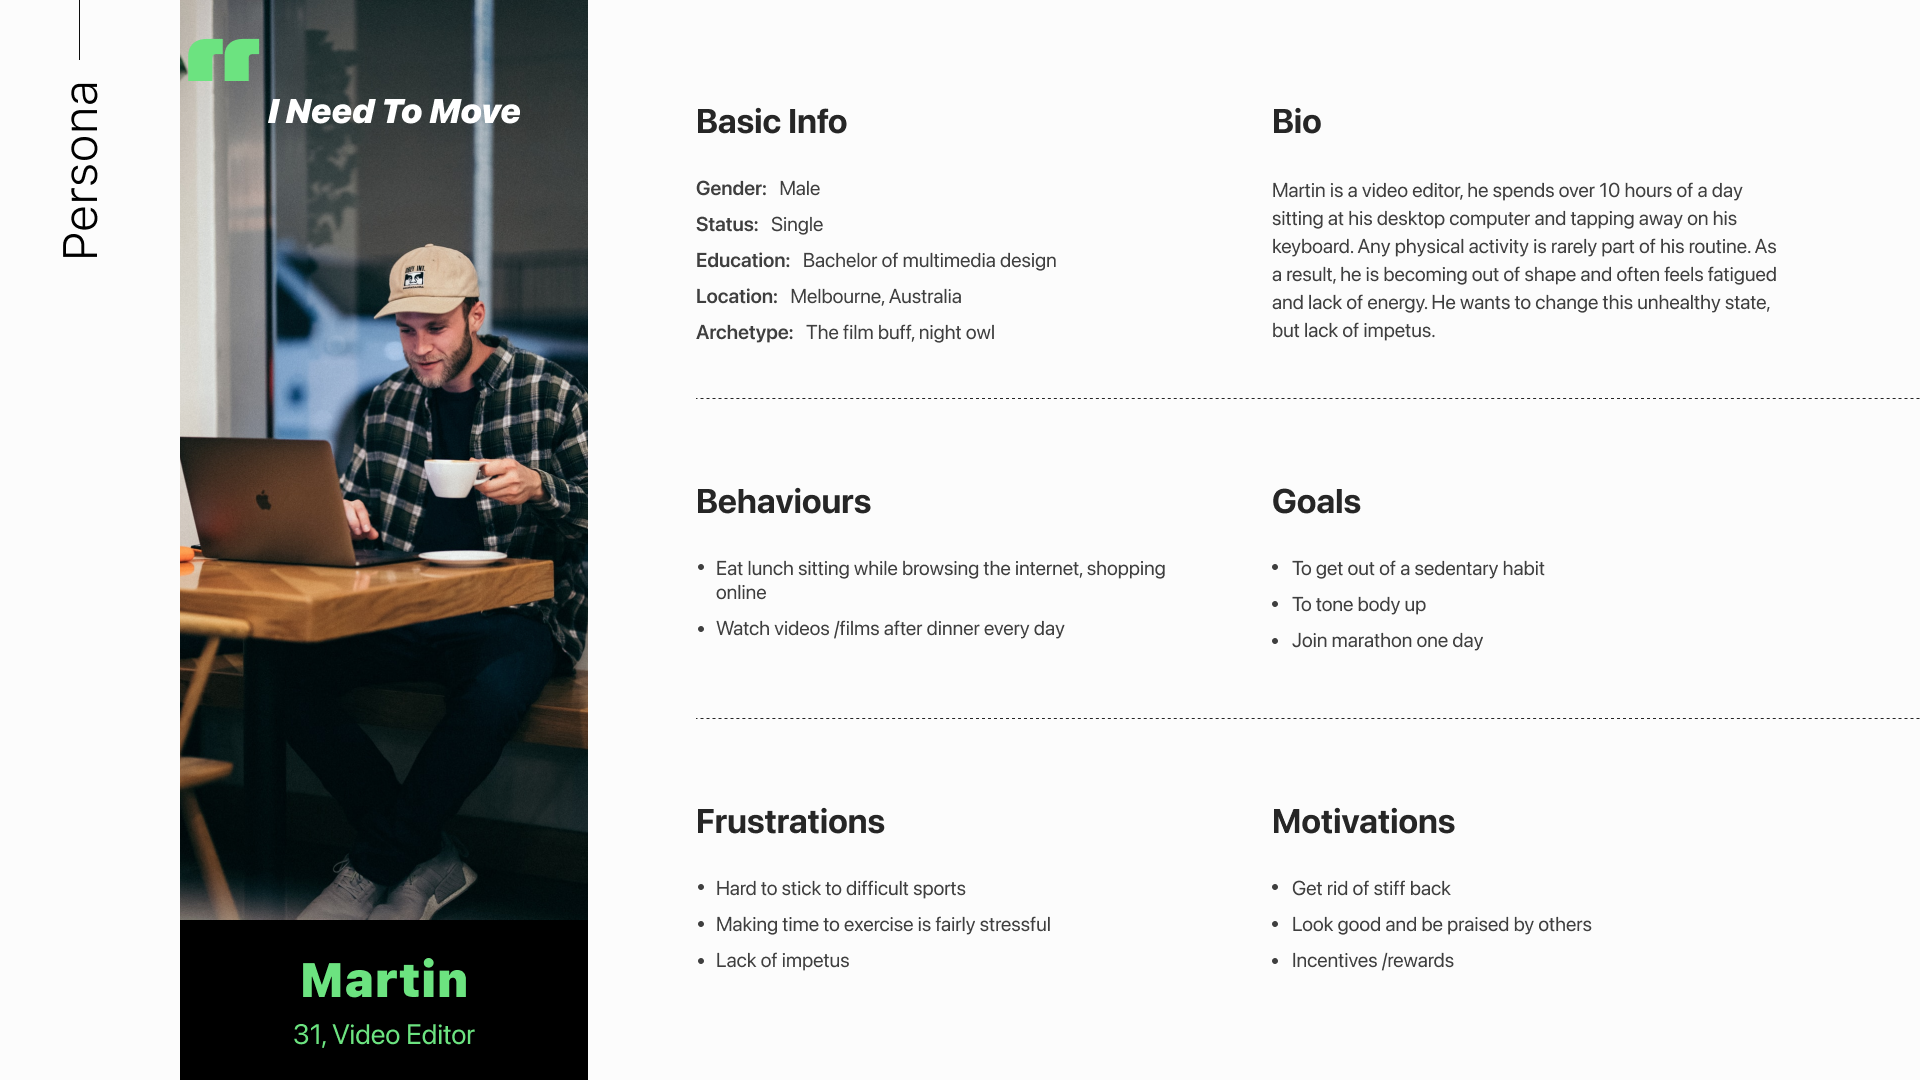 Persona
I Need To Move
Martin
31, Video Editor
Basic Info
Gender: Male
Status: Single
Education: Bachelor of multimedia design
Location: Melbourne, Australia
Archetype: The film buff, night owl
Bio
Martin is a video editor, he spends over 10 hours of a day
sitting at his desktop computer and tapping away on his
keyboard. Any physical activity is rarely part of his routine. As
a result, he is becoming out of shape and often feels fatigued
and lack of energy. He wants to change this unhealthy state,
but lack of impetus.
Behaviours
• Eat lunch sitting while browsing the internet, shopping
online
• Watch videos /films after dinner every day
Goals
• To get out of a sedentary habit
• To tone body up
• Join marathon one day
Frustrations
• Hard to stick to difficult sports
• Making time to exercise is fairly stressful
• Lack of impetus
Motivations
• Get rid of stiff back
• Look good and be praised by others
• Incentives /rewards